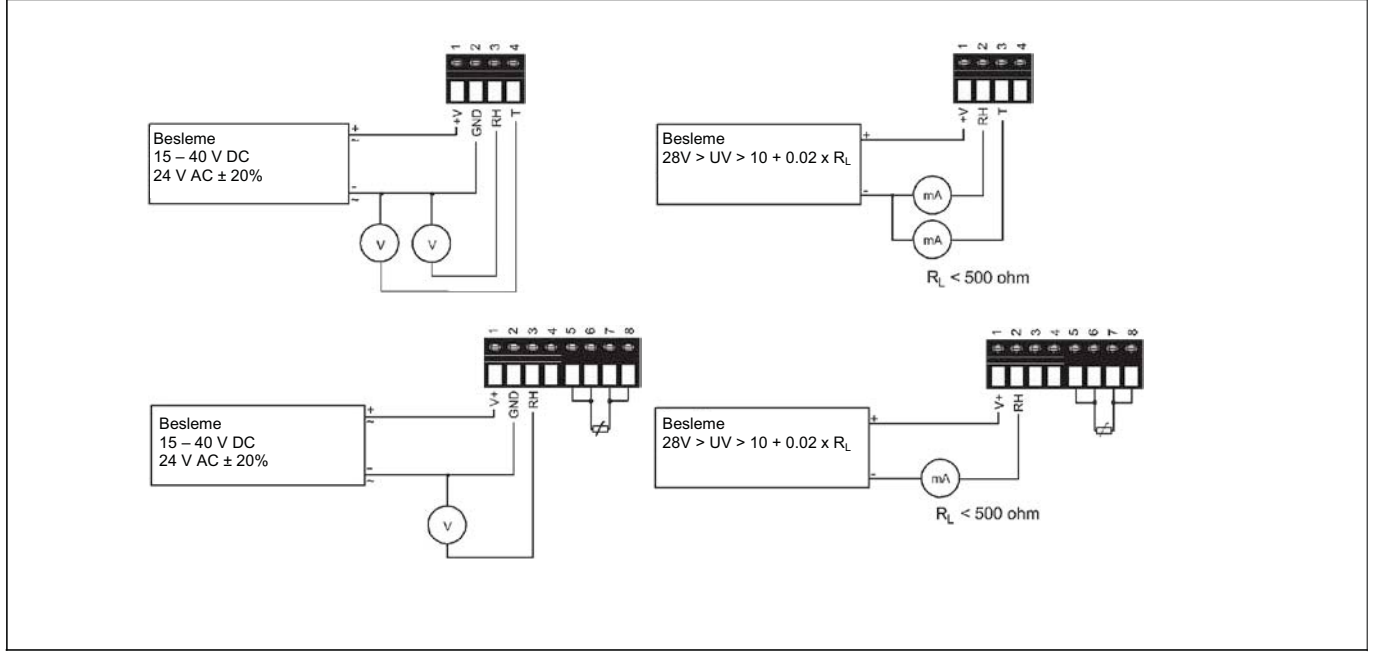 1 2 3 4
+V GND RH T
Besleme
15 – 40 V DC
24 V AC ± 20%
+
~
-
~
V V
1 2 3 4
+V RH T
Besleme
28V > UV > 10 + 0.02 x RL
+
-
mA
mA
RL < 500 ohm
1 2 3 4 5 6 7 8
V+ GND RH
Besleme
15 – 40 V DC
24 V AC ± 20%
+
~
-
~
V
1 2 3 4 5 6 7 8
V+ RH
Besleme
28V > UV > 10 + 0.02 x RL
+
-
mA
RL < 500 ohm